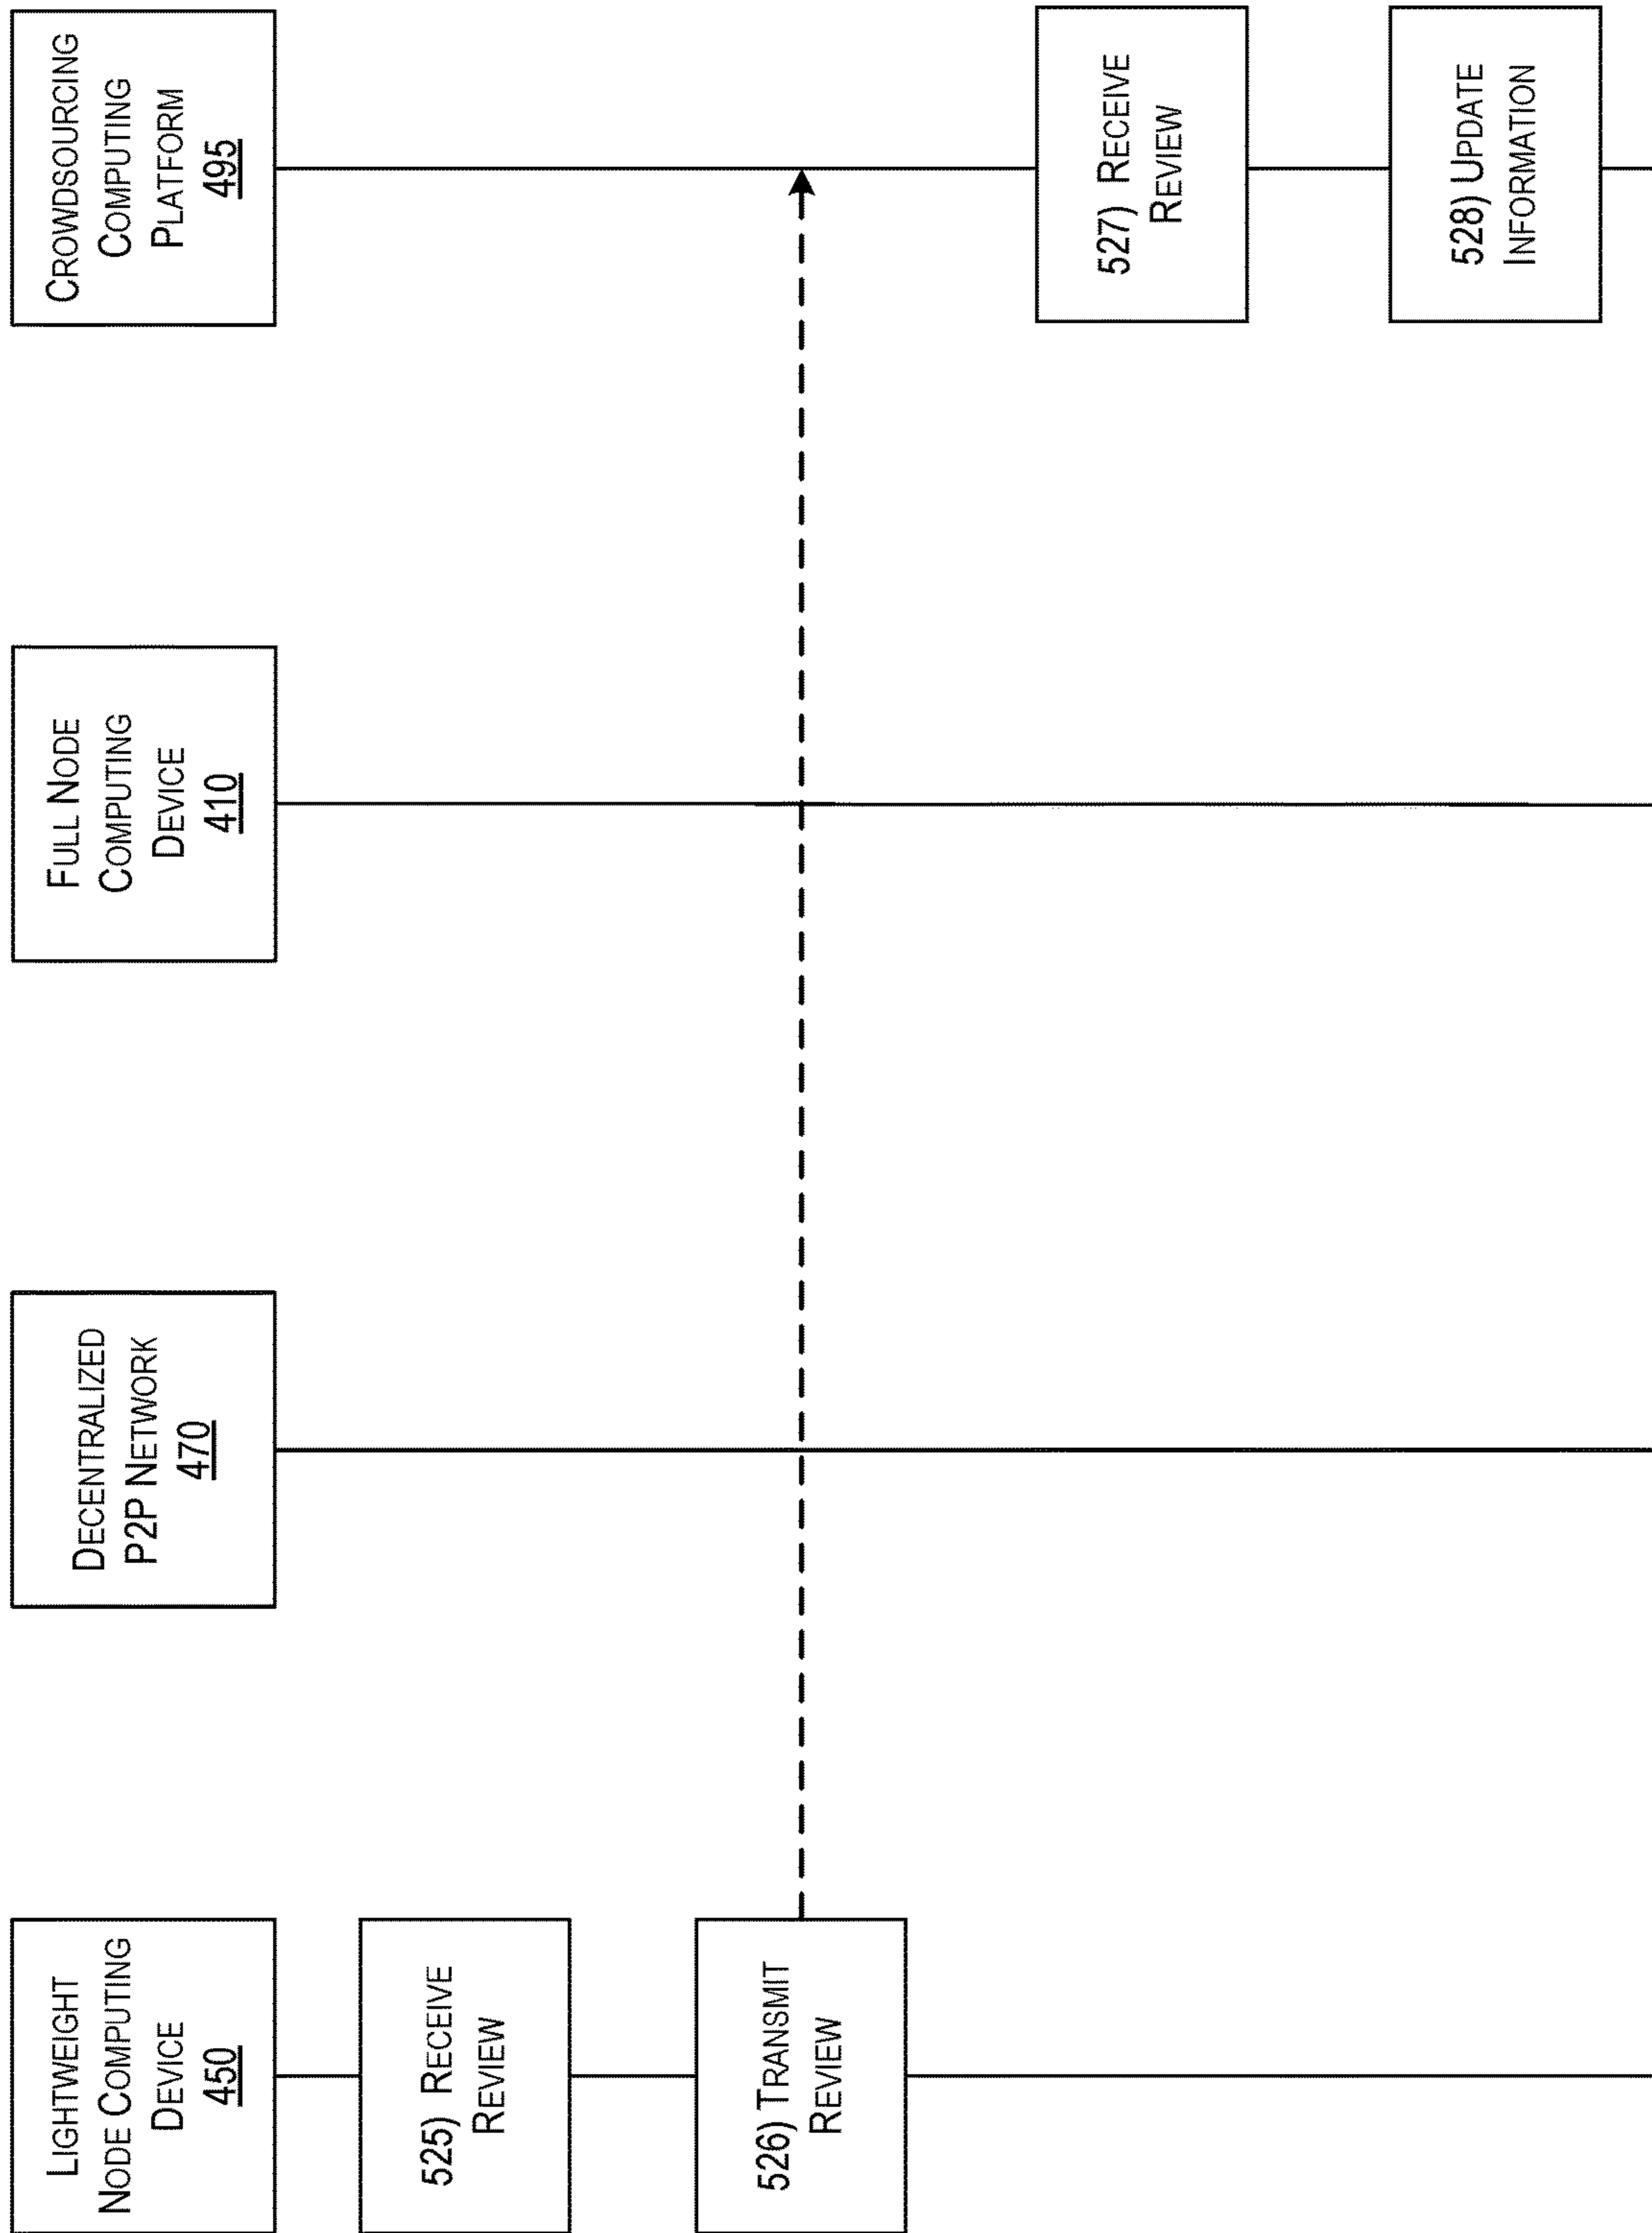 LIGHTWEIGHT
NODE COMPUTING
DEVICE
450
DECENTRALIZED
P2P NETWORK
470
FULL NODE
COMPUTING
DEVICE
410
CROWDSOURCING
COMPUTING
PLATFORM
495
525) RECEIVE
REVIEW
526) TRANSMIT
REVIEW
527) RECEIVE
REVIEW
528) UPDATE
INFORMATION